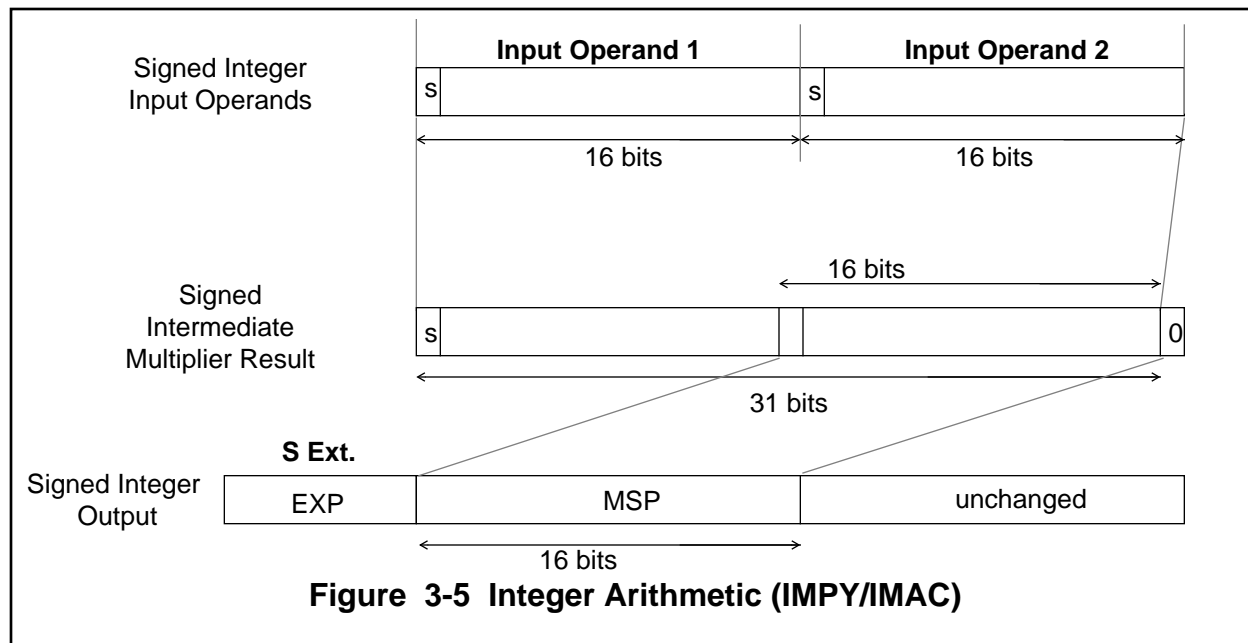 Input Operand 1
Input Operand 2
Signed Integer
Input Operands
s
s
16 bits
16 bits
16 bits
Signed
Intermediate
Multiplier Result
s
0
31 bits
S Ext.
Signed Integer
Output
EXP
MSP
unchanged
16 bits
Figure 3-5 Integer Arithmetic (IMPY/IMAC)